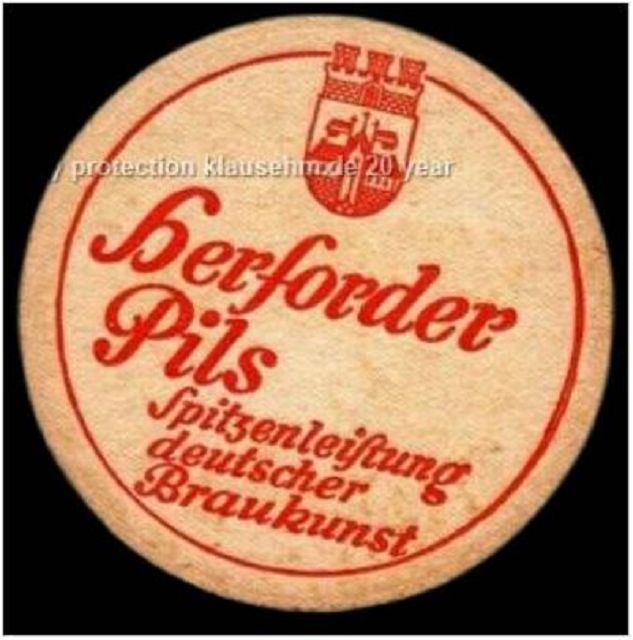 y protection klausehm.de 20 year
Herforder
Pils
Spitzenleiſtung
deutscher
Braukunst